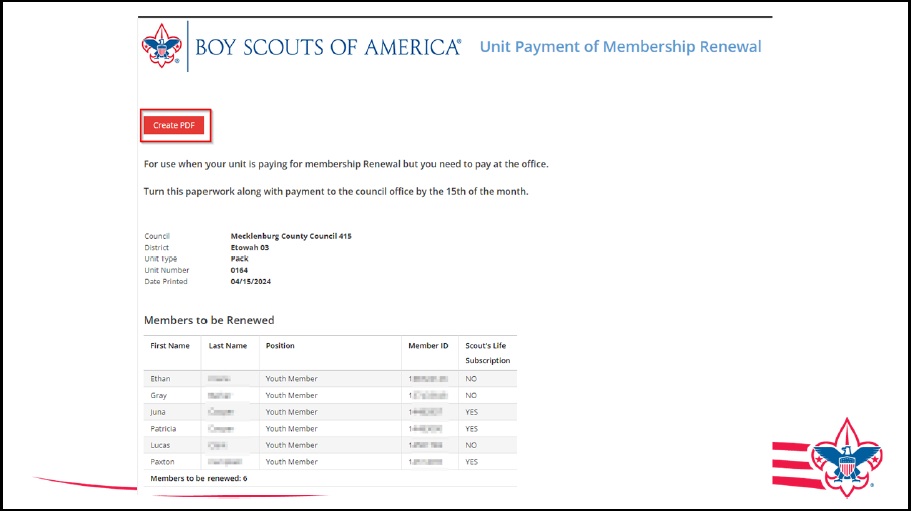 BOY SCOUTS OF AMERICA® Unit Payment of Membership Renewal
Create PDF
For use when your unit is paying for membership Renewal but you need to pay at the office.
Turn this paperwork along with payment to the council office by the 15th of the month.
Council Mecklenburg County Council 415
District Etowah 03
Unit Type Pack
Unit Number 0164
Date Printed 04/15/2024
Members to be Renewed
First Name Last Name Position Member ID Scout's Life Subscription
Ethan Youth Member NO
Gray Youth Member NO
Juna Youth Member YES
Patricia Youth Member YES
Lucas Youth Member NO
Paxton Youth Member YES
Members to be renewed: 6